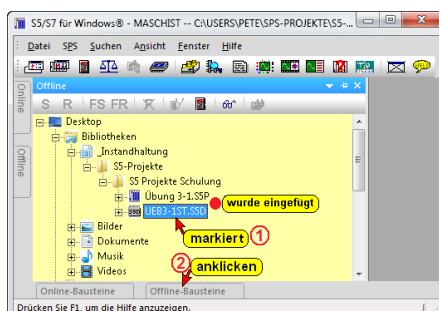 S5/S7 für Windows® - MASCHIST -- C:\USERS\PETE\SPS-PROJEKTE\S5-...
Datei SPS Suchen Ansicht Fenster Hilfe
Online
Offline
Offline
S R FS FR
Desktop
Bibliotheken
_Instandhaltung
S5-Projekte
S5 Projekte Schulung
Übung 3-1.S5P
wurde eingefügt
UEB3-1ST.S5D
Bilder
markiert 1
Dokumente
Musik
2 anklicken
Videos
Online-Bausteine Offline-Bausteine
Drücken Sie F1, um die Hilfe anzuzeigen.